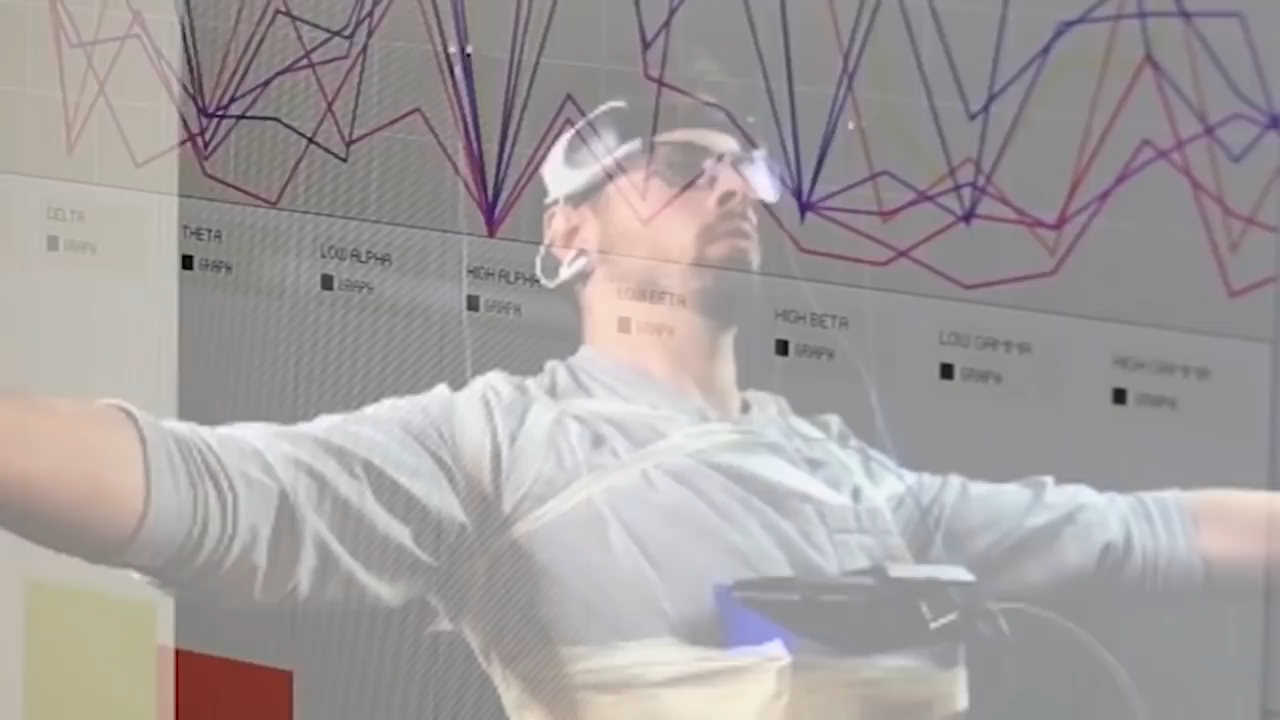 DELTA
GRAPH
THETA
GRAPH
LOW ALPHA
GRAPH
HIGH ALPHA
GRAPH
LOW BETA
GRAPH
HIGH BETA
GRAPH
LOW GAMMA
GRAPH
HIGH GAMMA
GRAPH